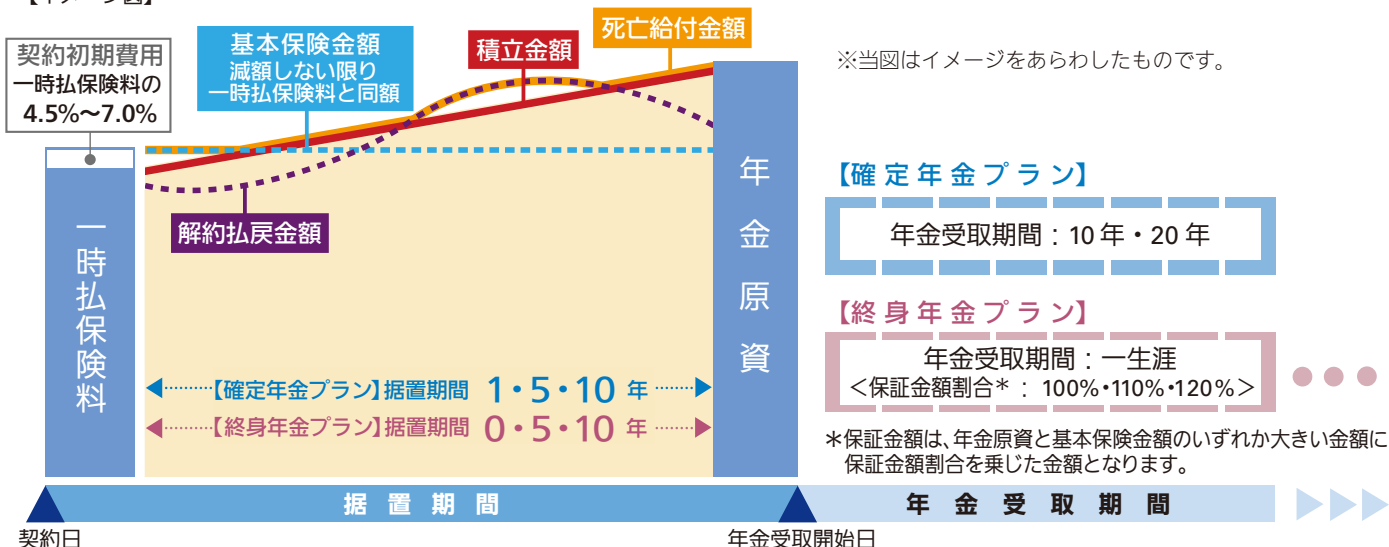 【イメージ図】
契約初期費用
一時払保険料の
4.5%～7.0%
基本保険金額
減額しない限り
一時払保険料と同額
積立金額
死亡給付金額
※当図はイメージをあらわしたものです。
解約払戻金額
一時払保険料
年金原資
【確定年金プラン】据置期間 1・5・10 年
【終身年金プラン】据置期間 0・5・10 年
【確定年金プラン】
年金受取期間：10年・20年
【終身年金プラン】
年金受取期間：一生涯
＜保証金額割合＊： 100%・110%・120%＞
＊保証金額は、年金原資と基本保険金額のいずれか大きい金額に
保証金額割合を乗じた金額となります。
据置期間
年金受取期間
契約日
年金受取開始日